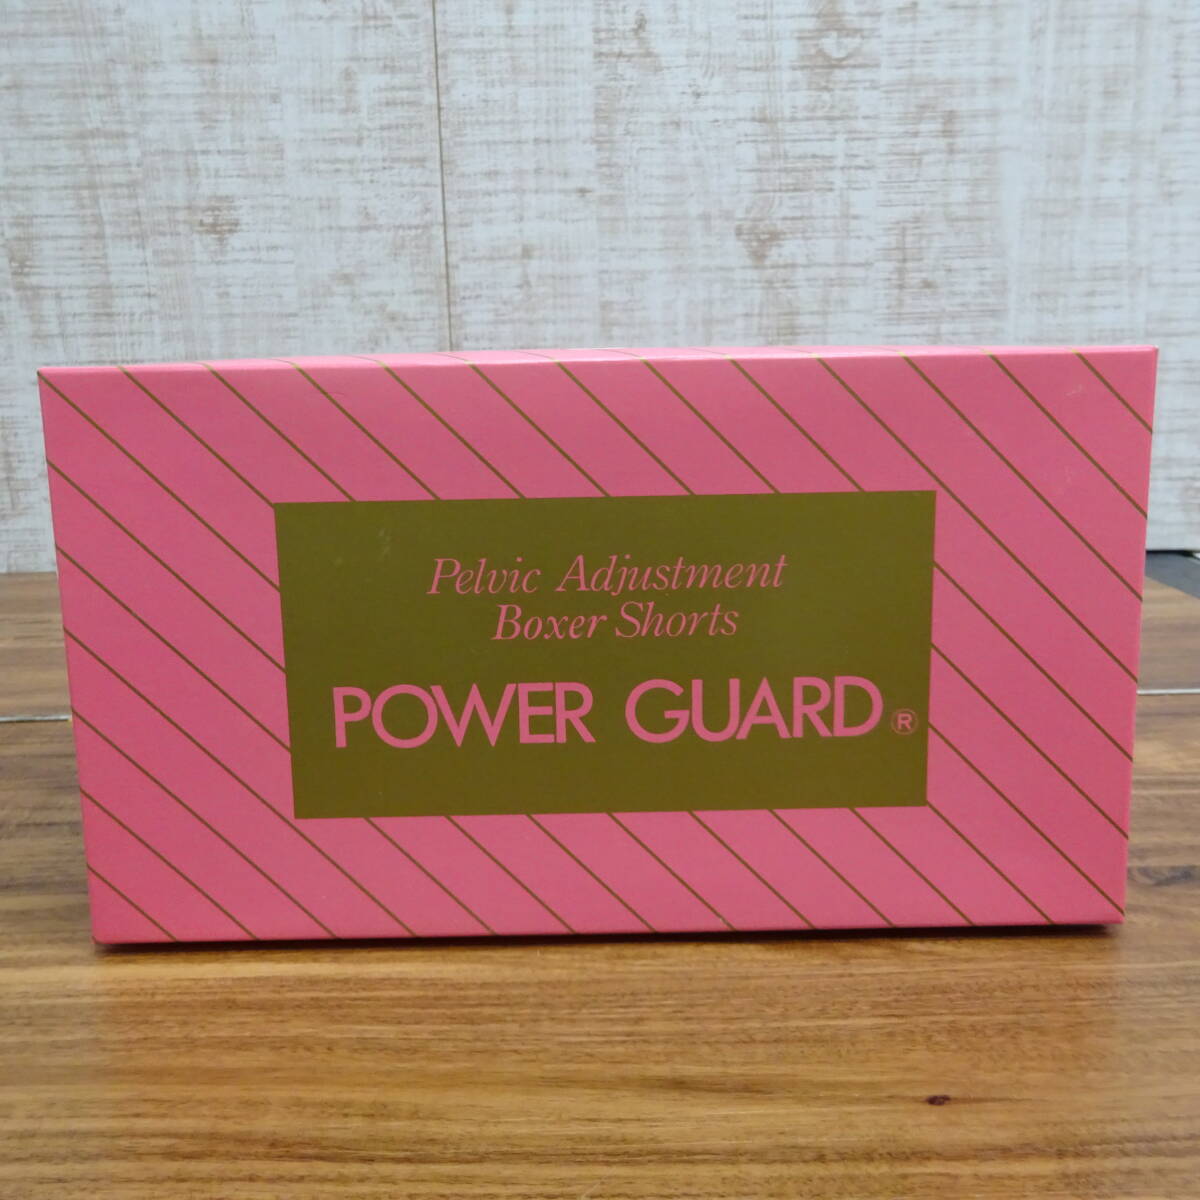 Pelvic Adjustment
Boxer Shorts
POWER GUARD®